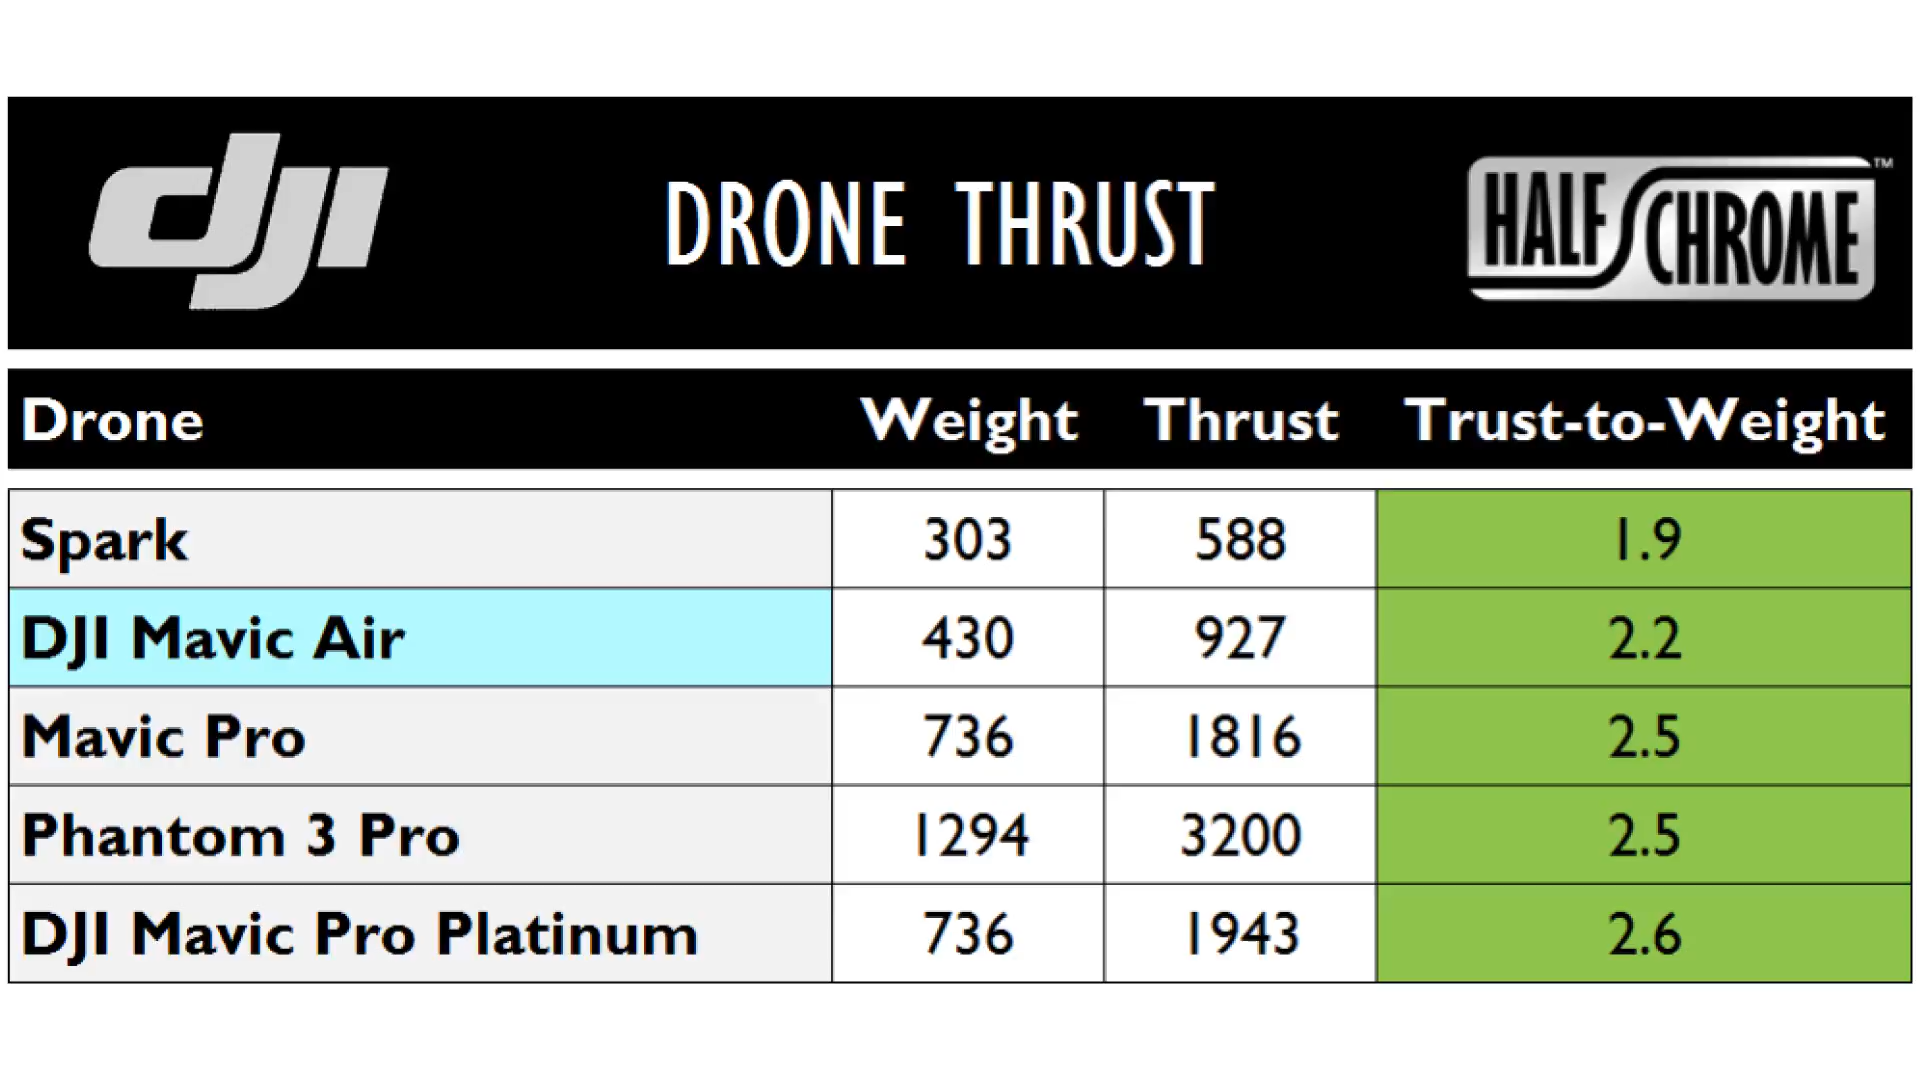 dji DRONE THRUST HALF CHROME™
Drone Weight Thrust Trust-to-Weight
Spark 303 588 1.9
DJI Mavic Air 430 927 2.2
Mavic Pro 736 1816 2.5
Phantom 3 Pro 1294 3200 2.5
DJI Mavic Pro Platinum 736 1943 2.6